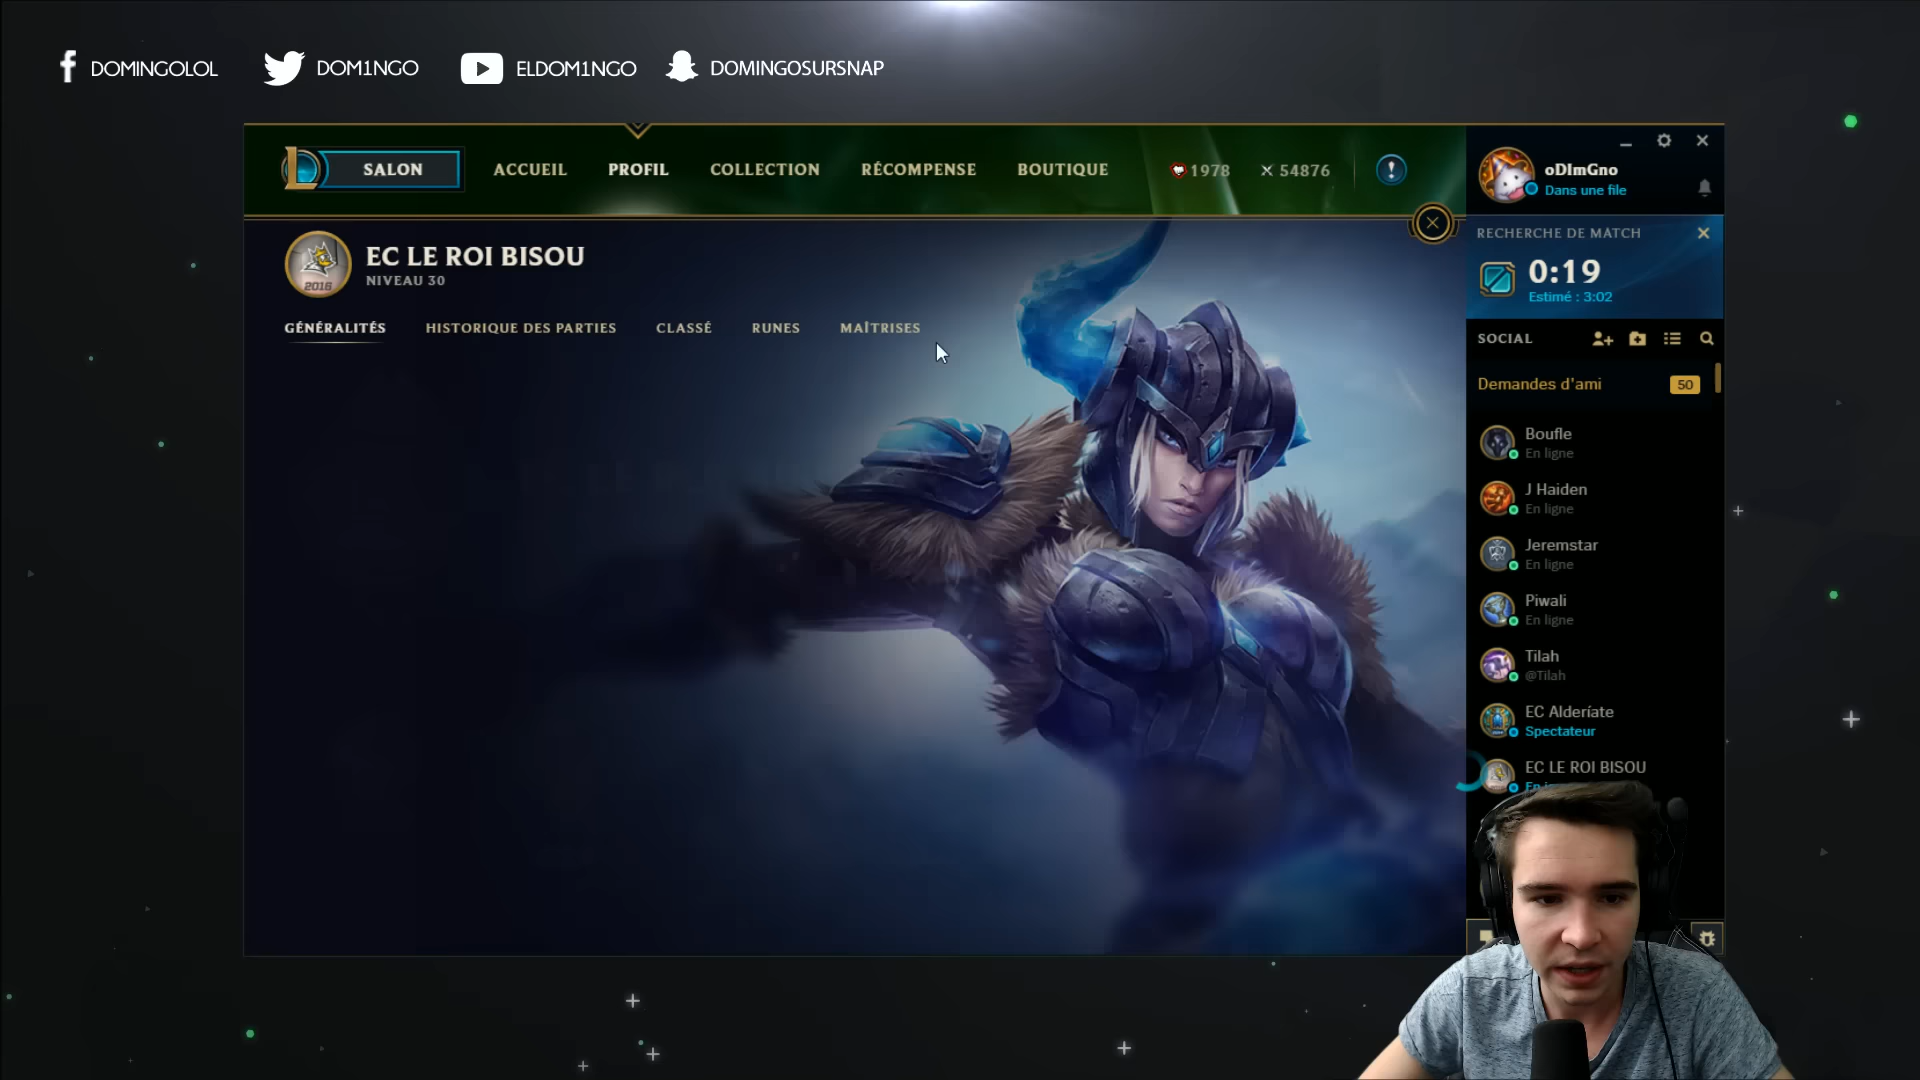 DOMINGOLOL DOM1NGO ELDOM1NGO DOMINGOSURSNAP
SALON ACCUEIL PROFIL COLLECTION RÉCOMPENSE BOUTIQUE 1978 54876
oDImGno
Dans une file
RECHERCHE DE MATCH
0:19
Estimé : 3:02
EC LE ROI BISOU
NIVEAU 30
2016
GÉNÉRALITÉS HISTORIQUE DES PARTIES CLASSÉ RUNES MAÎTRISES
SOCIAL
Demandes d'ami 50
Boufle
En ligne
J Haiden
En ligne
Jeremstar
En ligne
Piwali
En ligne
Tilah
@Tilah
EC Alderíate
Spectateur
EC LE ROI BISOU